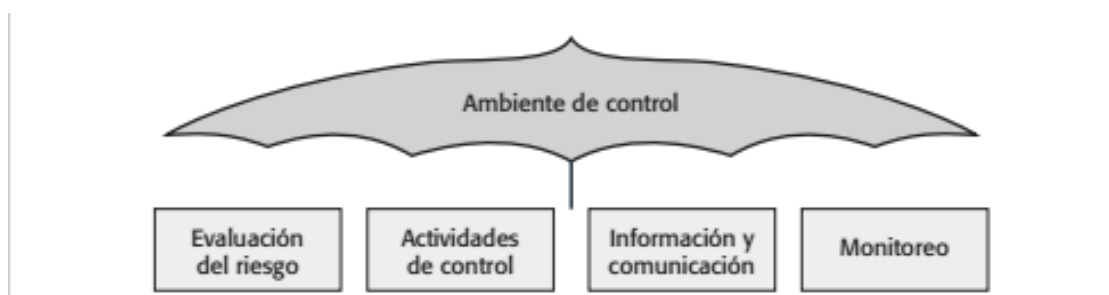 Ambiente de control
Evaluación
del riesgo
Actividades
de control
Información y
comunicación
Monitoreo